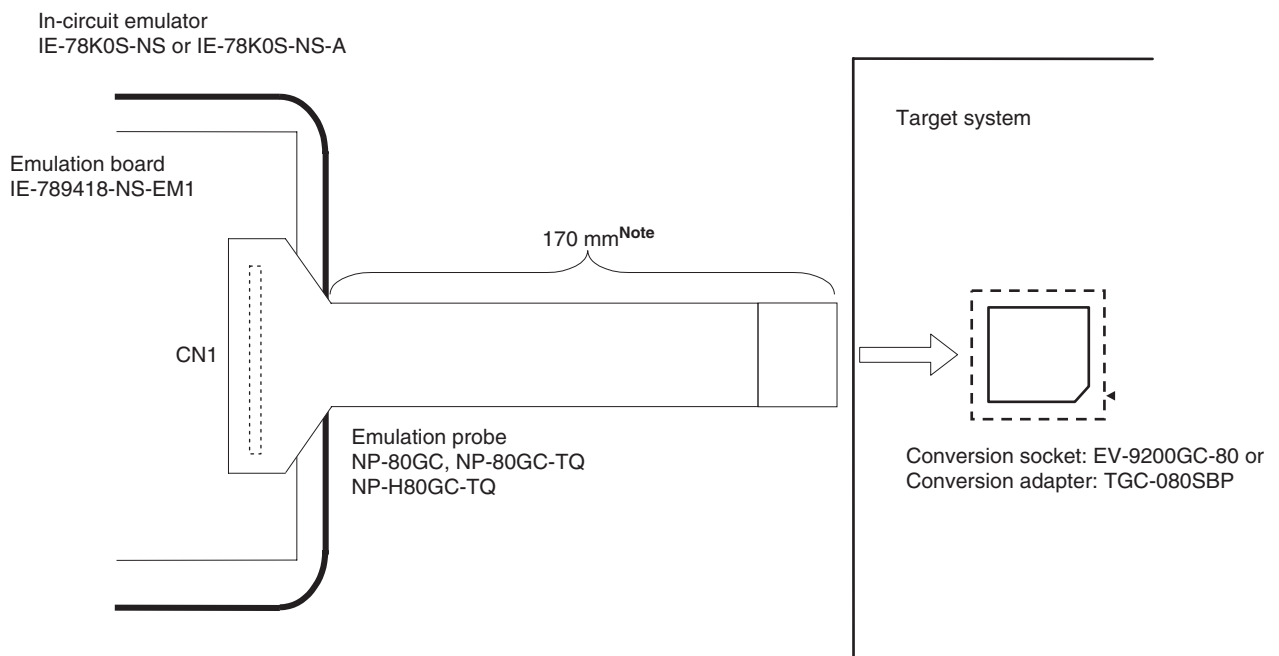 In-circuit emulator
IE-78K0S-NS or IE-78K0S-NS-A
Target system
Emulation board
IE-789418-NS-EM1
170 mmNote
CN1
Emulation probe
NP-80GC, NP-80GC-TQ
NP-H80GC-TQ
Conversion socket: EV-9200GC-80 or
Conversion adapter: TGC-080SBP